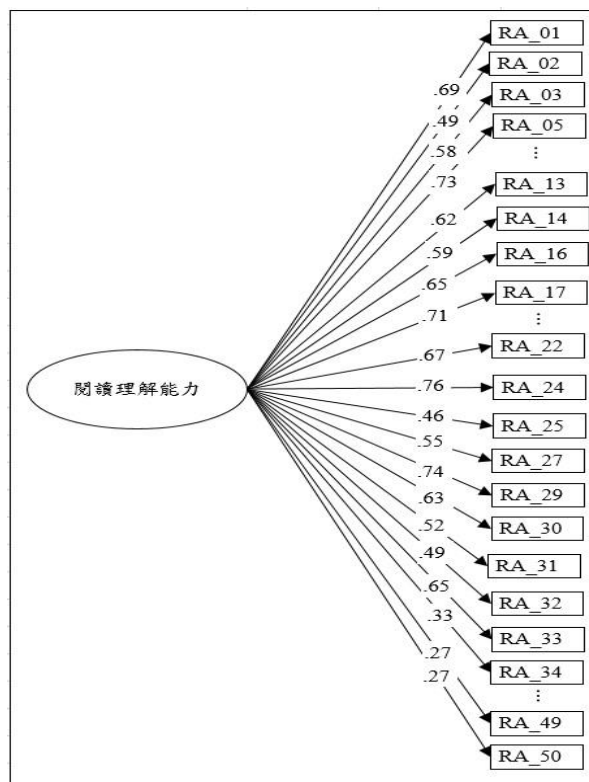 RA_01
RA_02
RA_03
RA_05
⋮
RA_13
RA_14
RA_16
RA_17
⋮
RA_22
RA_24
RA_25
RA_27
RA_29
RA_30
RA_31
RA_32
RA_33
RA_34
⋮
RA_49
RA_50
.69
.49
.58
.73
.62
.59
.65
.71
.67
.76
.46
.55
.74
.63
.52
.49
.65
.33
.27
.27
閱讀理解能力